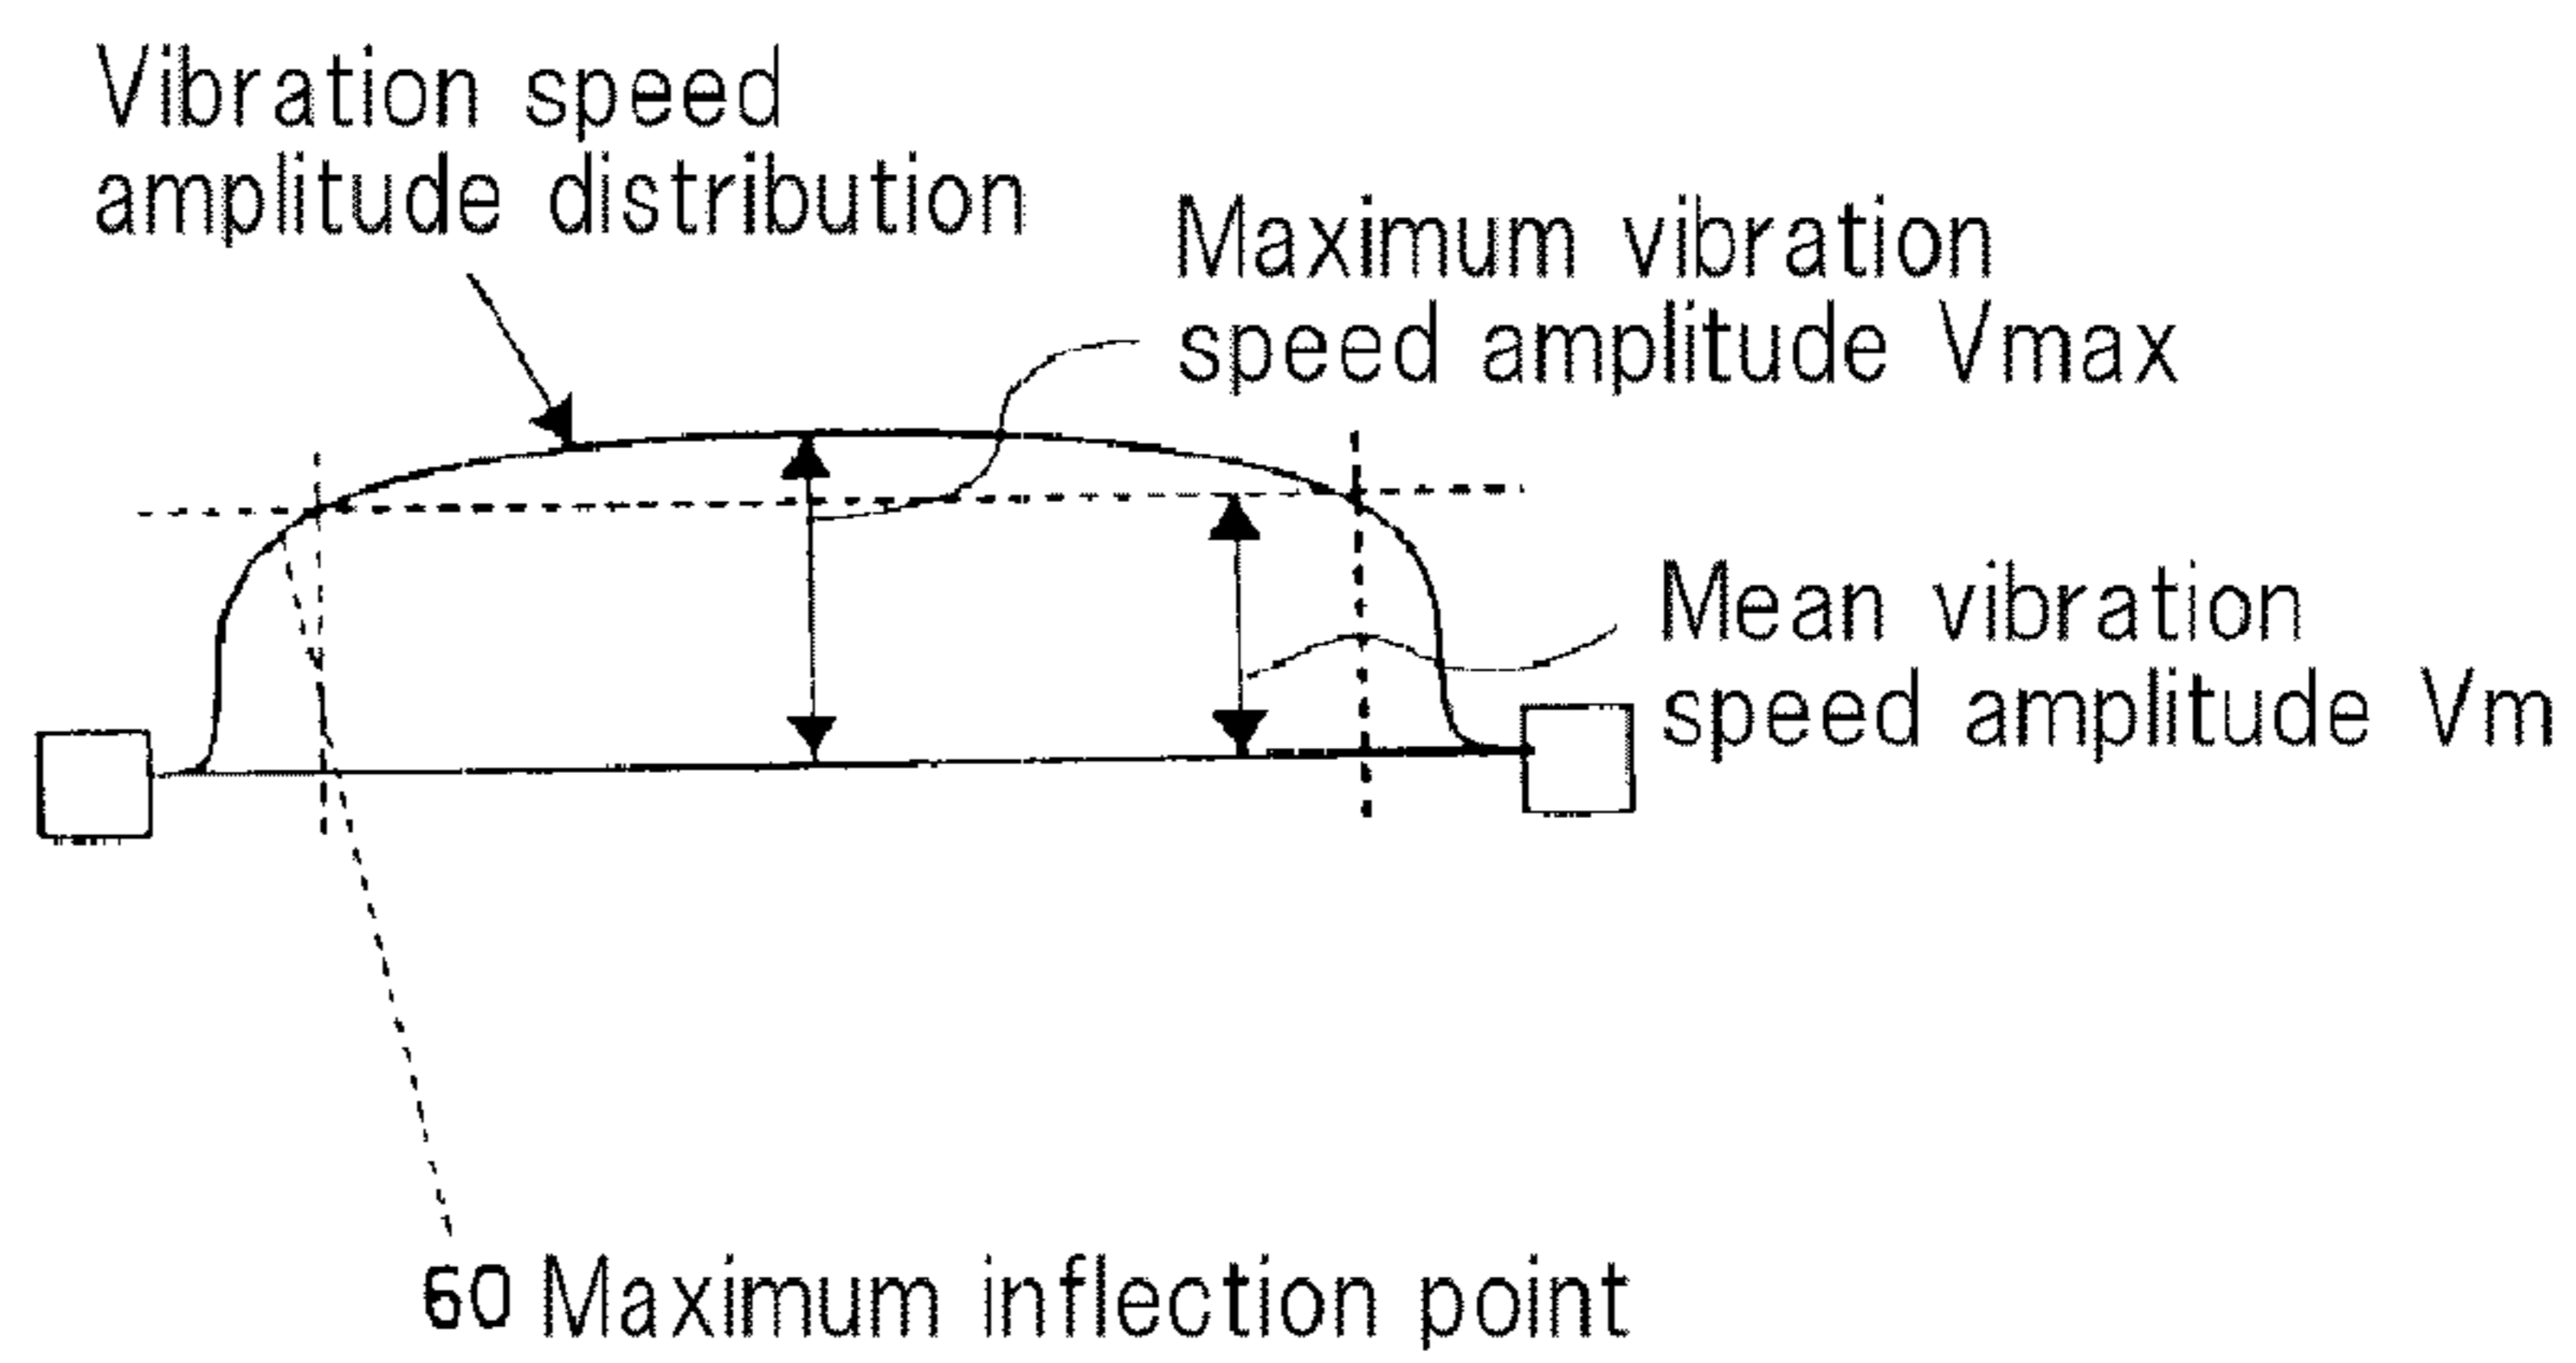 Vibration speed
amplitude distribution
Maximum vibration
speed amplitude Vmax
Mean vibration
speed amplitude Vm
60 Maximum inflection point